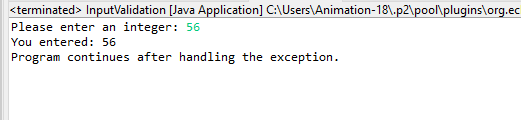 <terminated> InputValidation [Java Application] C:\Users\Animation-18\.p2\pool\plugins\org.ec
Please enter an integer: 56
You entered: 56
Program continues after handling the exception.